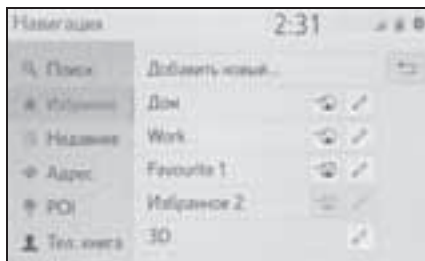 Навигация 2:31
Поиск Добавить новый...
Избранное Дом
Недавние Work
Адрес Favourite 1
POI Избранное 2
Тел. книга 3D